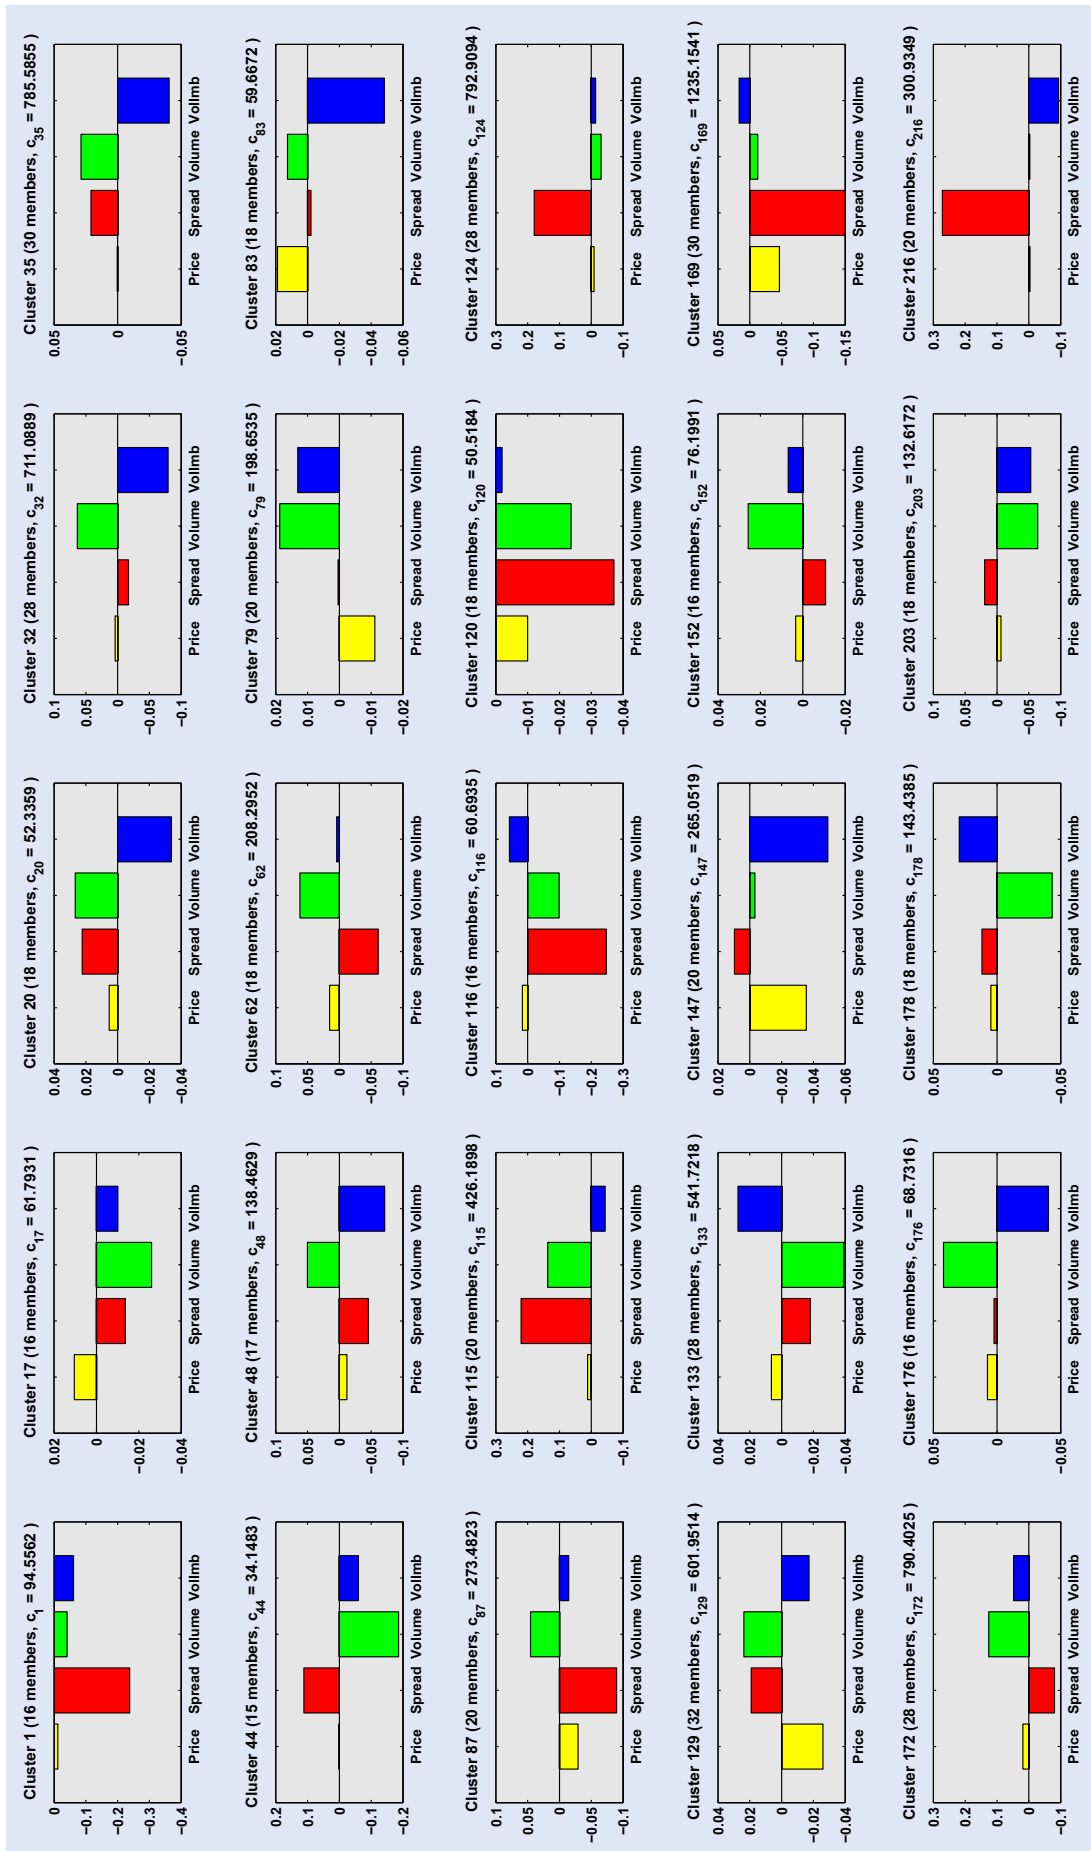 Cluster 1 (16 members, c₁ = 94.5562 )
0
−0.1
−0.2
−0.3
−0.4
Price Spread Volume VolImb
Cluster 17 (16 members, c₁₇ = 61.7931 )
0.02
0
−0.02
−0.04
Price Spread Volume VolImb
Cluster 20 (18 members, c₂₀ = 52.3359 )
0.04
0.02
0
−0.02
−0.04
Price Spread Volume VolImb
Cluster 32 (28 members, c₃₂ = 711.0889 )
0.1
0.05
0
−0.05
−0.1
Price Spread Volume VolImb
Cluster 35 (30 members, c₃₅ = 785.5855 )
0.05
0
−0.05
Price Spread Volume VolImb
Cluster 44 (15 members, c₄₄ = 34.1483 )
0.2
0.1
0
−0.1
−0.2
Price Spread Volume VolImb
Cluster 48 (17 members, c₄₈ = 138.4629 )
0.1
0.05
0
−0.05
−0.1
Price Spread Volume VolImb
Cluster 62 (18 members, c₆₂ = 208.2952 )
0.1
0.05
0
−0.05
−0.1
Price Spread Volume VolImb
Cluster 79 (20 members, c₇₉ = 198.6535 )
0.02
0.01
0
−0.01
−0.02
Price Spread Volume VolImb
Cluster 83 (18 members, c₈₃ = 59.6672 )
0.02
0
−0.02
−0.04
−0.06
Price Spread Volume VolImb
Cluster 87 (20 members, c₈₇ = 273.4823 )
0.1
0.05
0
−0.05
−0.1
Price Spread Volume VolImb
Cluster 115 (20 members, c₁₁₅ = 426.1898 )
0.3
0.2
0.1
0
−0.1
Price Spread Volume VolImb
Cluster 116 (16 members, c₁₁₆ = 60.6935 )
0.1
0
−0.1
−0.2
−0.3
Price Spread Volume VolImb
Cluster 120 (18 members, c₁₂₀ = 50.5184 )
0
−0.01
−0.02
−0.03
−0.04
Price Spread Volume VolImb
Cluster 124 (28 members, c₁₂₄ = 792.9094 )
0.3
0.2
0.1
0
−0.1
Price Spread Volume VolImb
Cluster 129 (32 members, c₁₂₉ = 601.9514 )
0.04
0.02
0
−0.02
−0.04
Price Spread Volume VolImb
Cluster 133 (28 members, c₁₃₃ = 541.7218 )
0.04
0.02
0
−0.02
−0.04
Price Spread Volume VolImb
Cluster 147 (20 members, c₁₄₇ = 265.0519 )
0.02
0
−0.02
−0.04
−0.06
Price Spread Volume VolImb
Cluster 152 (16 members, c₁₅₂ = 76.1991 )
0.04
0.02
0
−0.02
Price Spread Volume VolImb
Cluster 169 (30 members, c₁₆₉ = 1235.1541 )
0.05
0
−0.05
−0.1
−0.15
Price Spread Volume VolImb
Cluster 172 (28 members, c₁₇₂ = 790.4025 )
0.3
0.2
0.1
0
−0.1
Price Spread Volume VolImb
Cluster 176 (16 members, c₁₇₆ = 68.7316 )
0.05
0
−0.05
Price Spread Volume VolImb
Cluster 178 (18 members, c₁₇₈ = 143.4385 )
0.05
0
−0.05
Price Spread Volume VolImb
Cluster 203 (18 members, c₂₀₃ = 132.6172 )
0.1
0.05
0
−0.05
−0.1
Price Spread Volume VolImb
Cluster 216 (20 members, c₂₁₆ = 300.9349 )
0.3
0.2
0.1
0
−0.1
Price Spread Volume VolImb